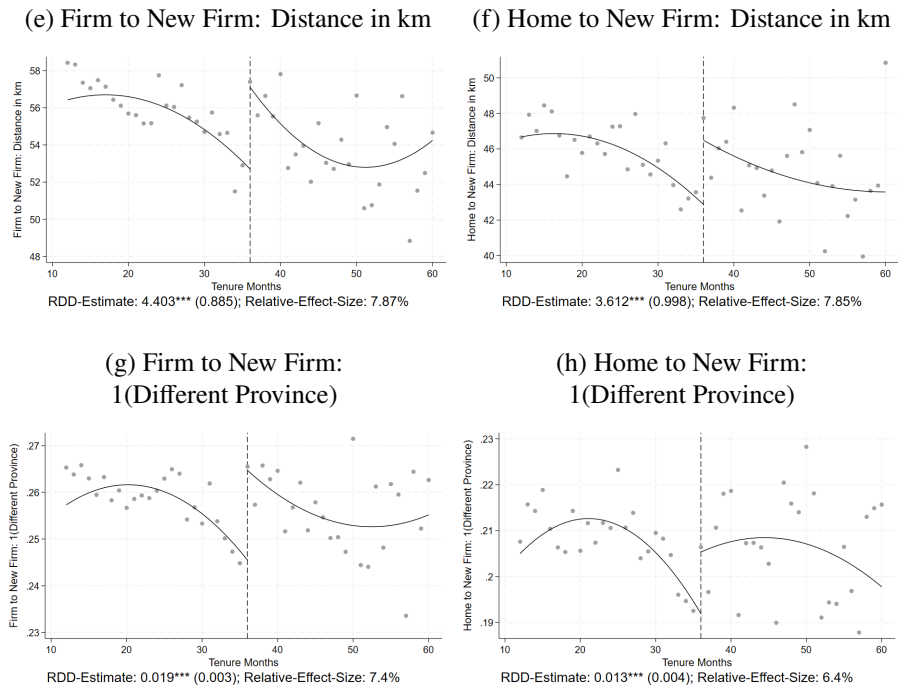 (e) Firm to New Firm: Distance in km
Firm to New Firm: Distance in km
58
56
54
52
50
48
10 20 30 40 50 60
Tenure Months
RDD-Estimate: 4.403*** (0.885); Relative-Effect-Size: 7.87%
(f) Home to New Firm: Distance in km
Home to New Firm: Distance in km
50
48
46
44
42
40
10 20 30 40 50 60
Tenure Months
RDD-Estimate: 3.612*** (0.998); Relative-Effect-Size: 7.85%
(g) Firm to New Firm:
1(Different Province)
Firm to New Firm: 1(Different Province)
.27
.26
.25
.24
.23
10 20 30 40 50 60
Tenure Months
RDD-Estimate: 0.019*** (0.003); Relative-Effect-Size: 7.4%
(h) Home to New Firm:
1(Different Province)
Home to New Firm: 1(Different Province)
.23
.22
.21
.2
.19
10 20 30 40 50 60
Tenure Months
RDD-Estimate: 0.013*** (0.004); Relative-Effect-Size: 6.4%